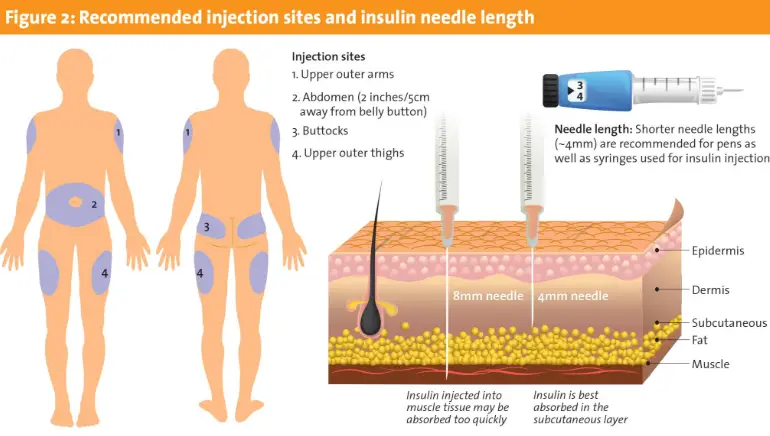 Figure 2: Recommended injection sites and insulin needle length
Injection sites
1. Upper outer arms
2. Abdomen (2 inches/5cm
away from belly button)
3. Buttocks
4. Upper outer thighs
1
2
4
1
3
4
3
4
Needle length: Shorter needle lengths
(~4mm) are recommended for pens as
well as syringes used for insulin injection
8mm needle
4mm needle
Epidermis
Dermis
Subcutaneous
Fat
Muscle
Insulin injected into
muscle tissue may be
absorbed too quickly
Insulin is best
absorbed in the
subcutaneous layer